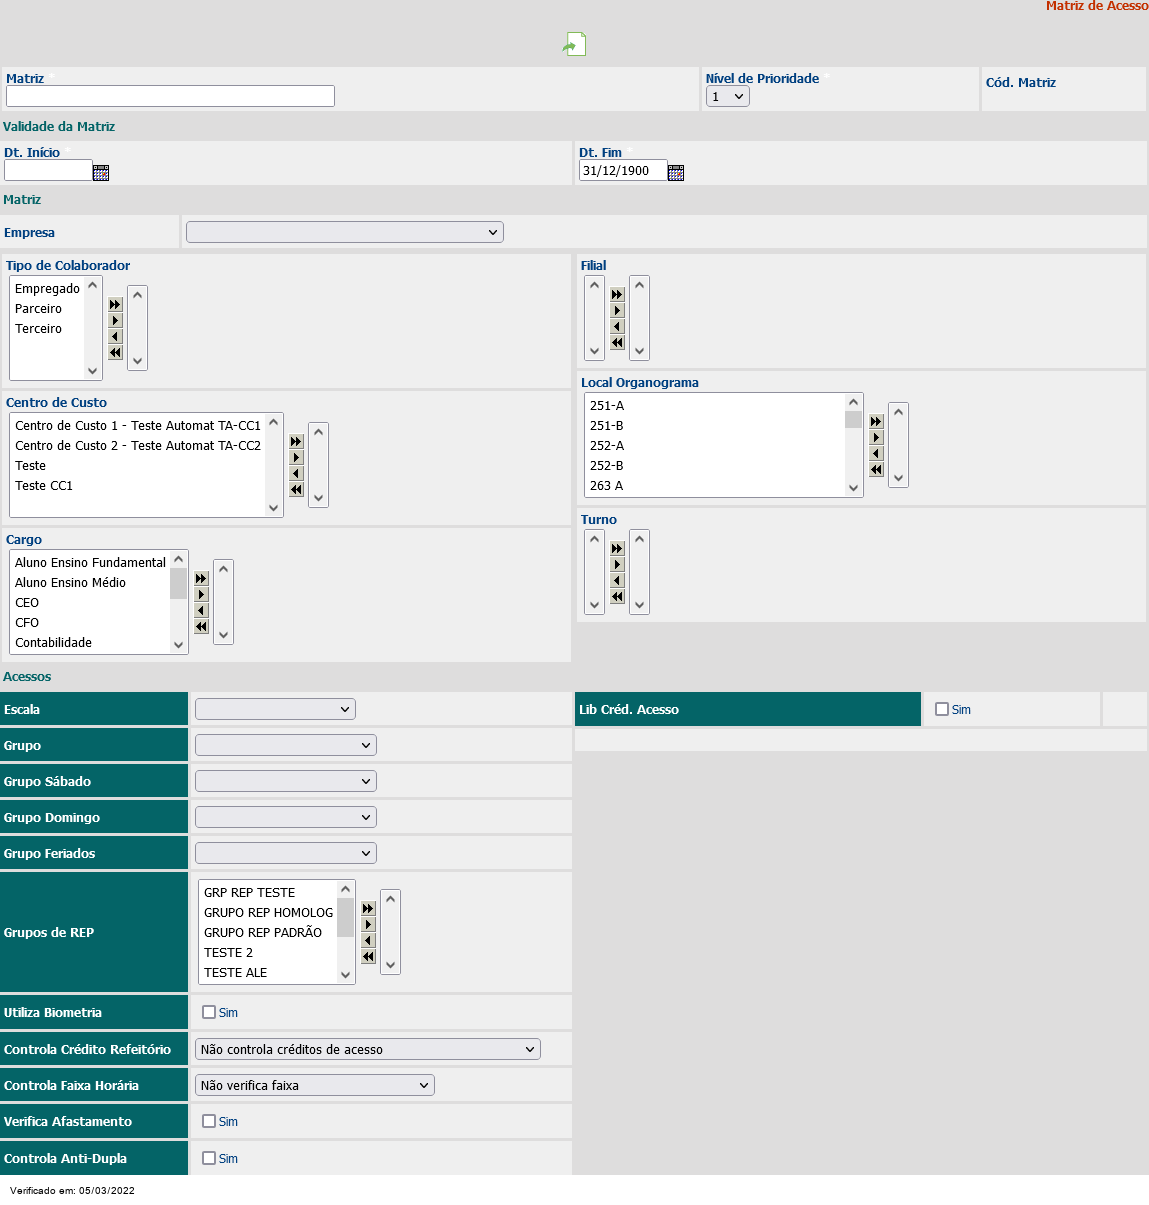 Matriz de Acesso
Matriz *
Nível de Prioridade *
Cód. Matriz
1
Validade da Matriz
Dt. Início *
Dt. Fim *
31/12/1900
Matriz
Empresa
Tipo de Colaborador
Empregado
Parceiro
Terceiro
Filial
Centro de Custo
Centro de Custo 1 - Teste Automat TA-CC1
Centro de Custo 2 - Teste Automat TA-CC2
Teste
Teste CC1
Local Organograma
251-A
251-B
252-A
252-B
263 A
Cargo
Aluno Ensino Fundamental
Aluno Ensino Médio
CEO
CFO
Contabilidade
Turno
Acessos
Escala
Lib Créd. Acesso
Sim
Grupo
Grupo Sábado
Grupo Domingo
Grupo Feriados
Grupos de REP
GRP REP TESTE
GRUPO REP HOMOLOG
GRUPO REP PADRÃO
TESTE 2
TESTE ALE
Utiliza Biometria
Sim
Controla Crédito Refeitório
Não controla créditos de acesso
Controla Faixa Horária
Não verifica faixa
Verifica Afastamento
Sim
Controla Anti-Dupla
Sim
Verificado em: 05/03/2022